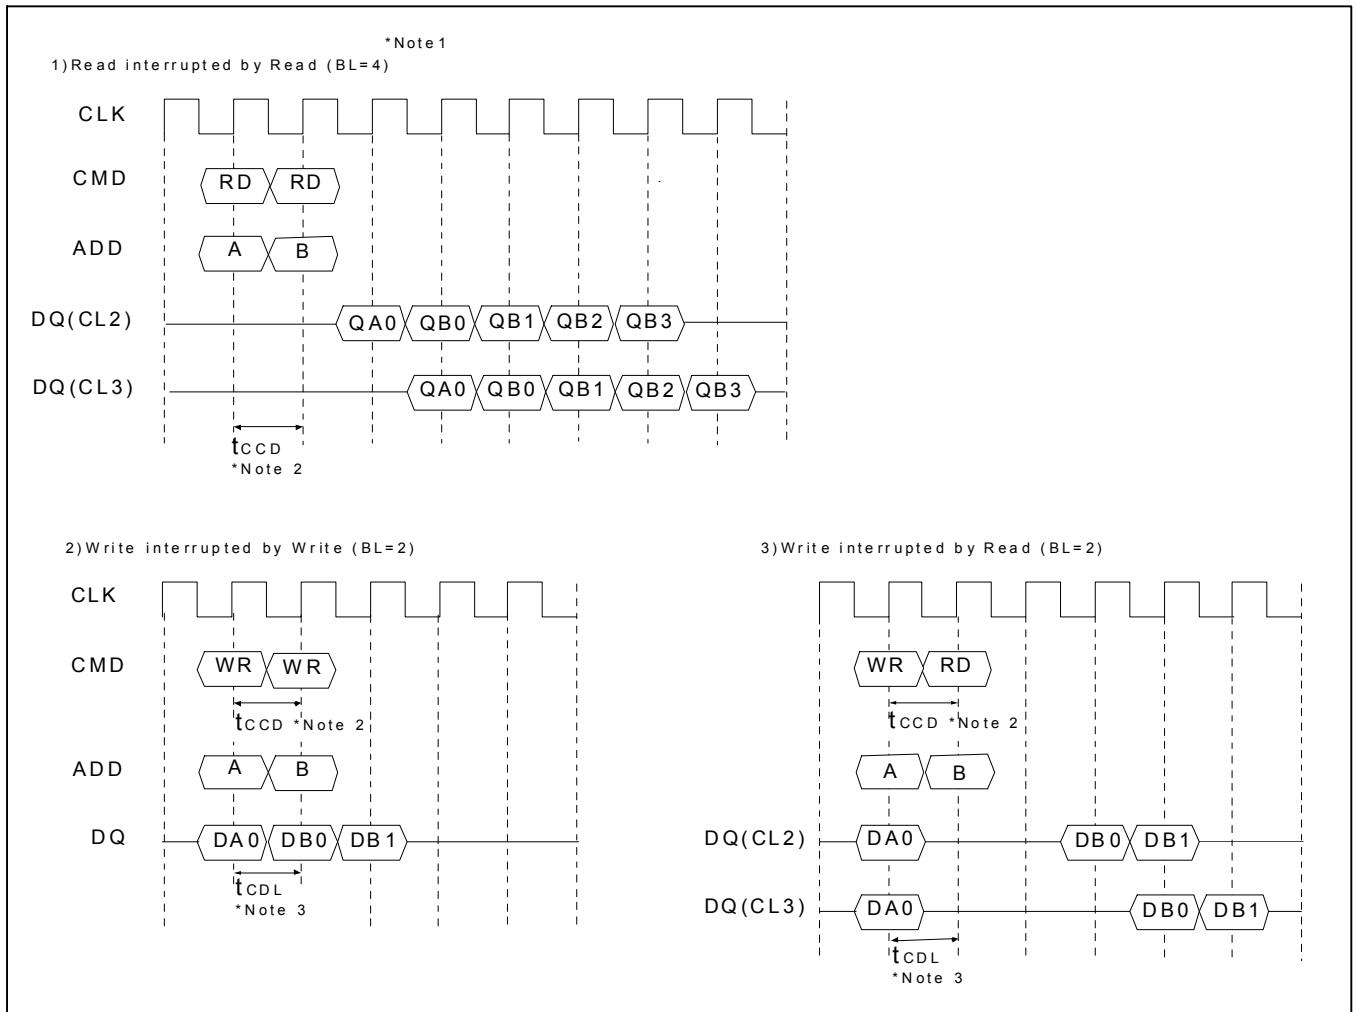 *Note1
1)Read interrupted by Read (BL=4)
CLK
CMD RD RD
ADD A B
DQ(CL2) QA0 QB0 QB1 QB2 QB3
DQ(CL3) QA0 QB0 QB1 QB2 QB3
tCCD
*Note 2
2)Write interrupted by Write (BL=2)
CLK
CMD WR WR
tCCD *Note 2
ADD A B
DQ DA0 DB0 DB1
tCDL
*Note 3
3)Write interrupted by Read (BL=2)
WR RD
tCCD *Note 2
A B
DQ(CL2) DA0 DB0 DB1
DQ(CL3) DA0 DB0 DB1
tCDL
*Note 3